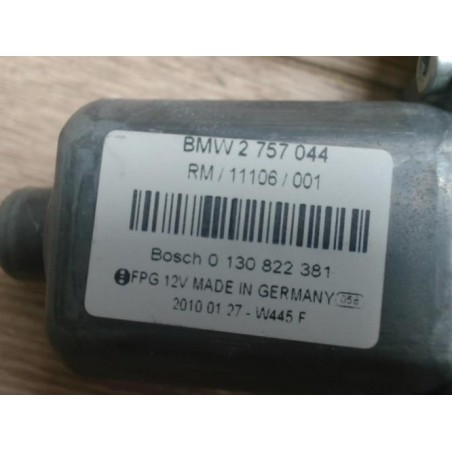 BMW 2 757 044
RM / 11106 / 001
Bosch 0 130 822 381
FPG 12V MADE IN GERMANY 056
2010 01 27 - W445 F